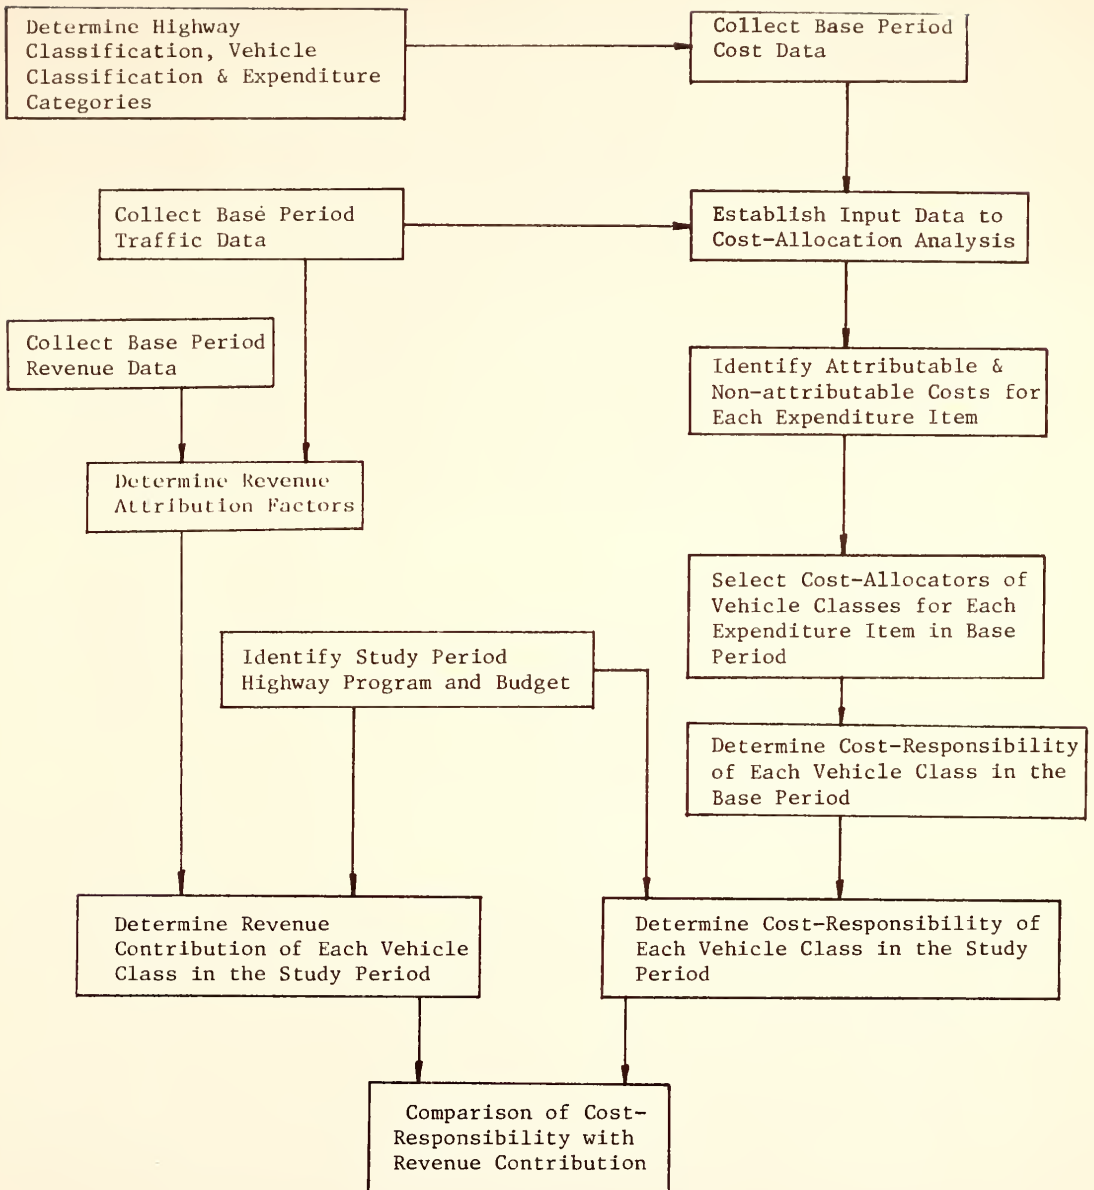 Determine Highway
Classification, Vehicle
Classification & Expenditure
Categories
Collect Base Period
Cost Data
Collect Base Period
Traffic Data
Establish Input Data to
Cost-Allocation Analysis
Collect Base Period
Revenue Data
Identify Attributable &
Non-attributable Costs for
Each Expenditure Item
Determine Revenue
Attribution Factors
Select Cost-Allocators of
Vehicle Classes for Each
Expenditure Item in Base
Period
Identify Study Period
Highway Program and Budget
Determine Cost-Responsibility
of Each Vehicle Class in the
Base Period
Determine Revenue
Contribution of Each Vehicle
Class in the Study Period
Determine Cost-Responsibility of
Each Vehicle Class in the Study
Period
Comparison of Cost-
Responsibility with
Revenue Contribution